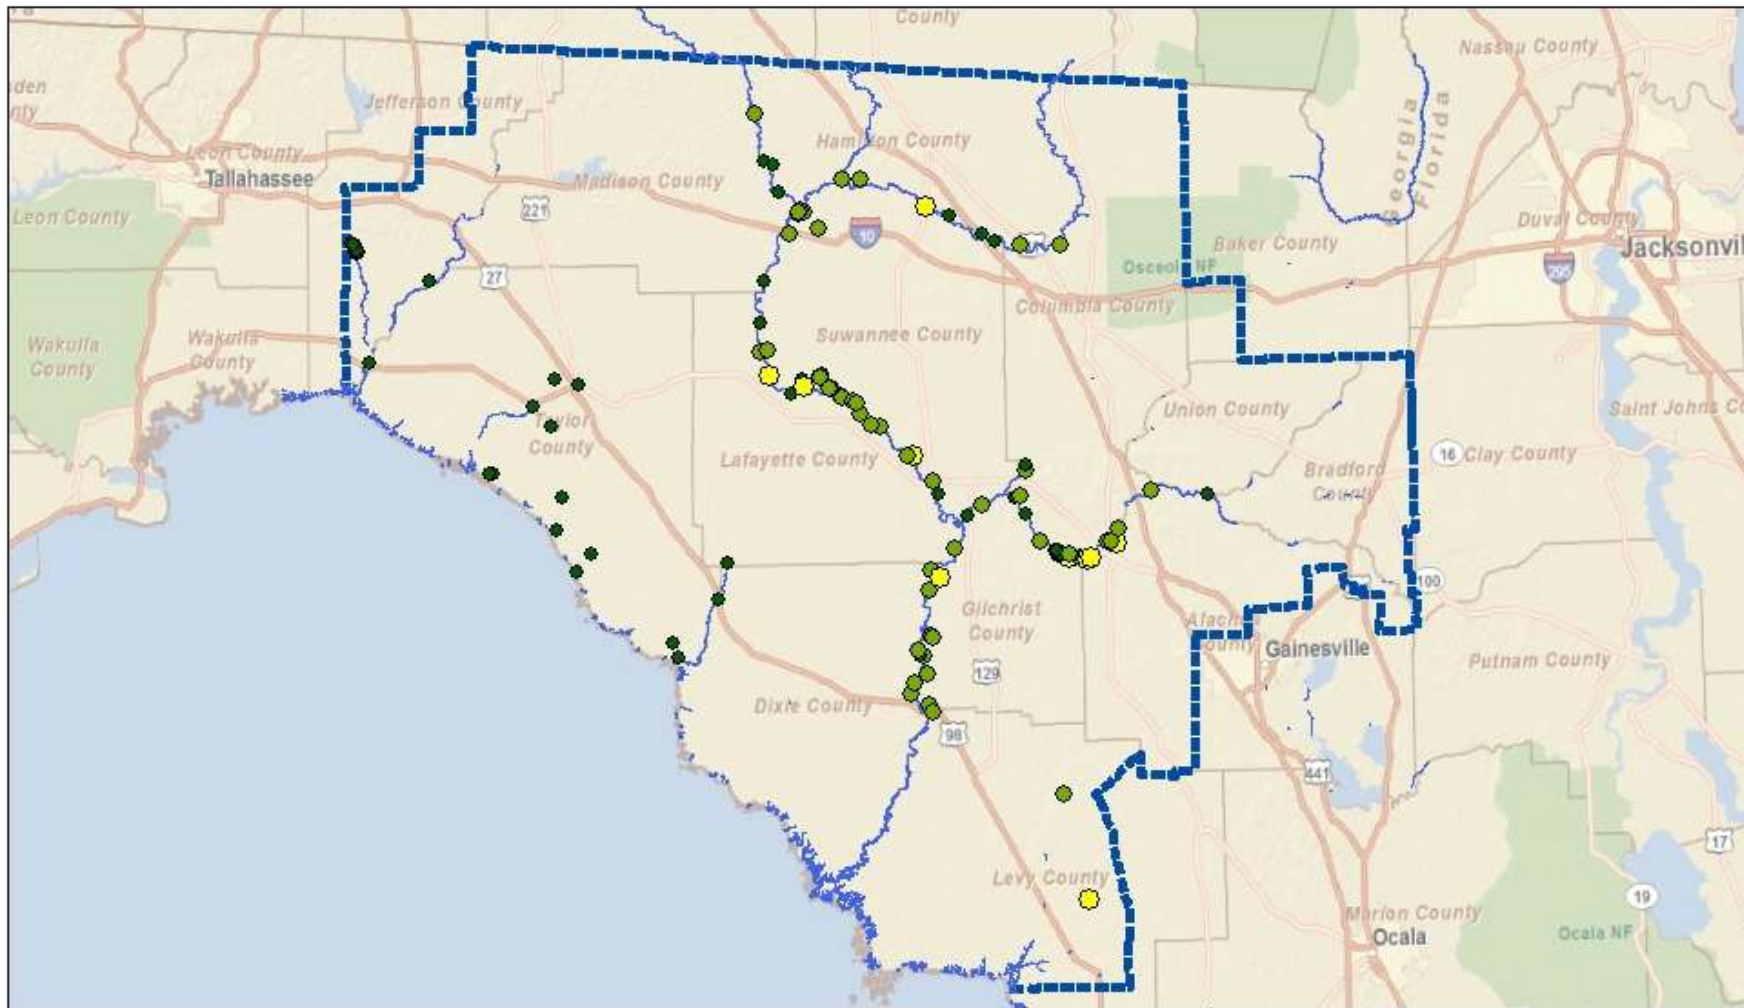 County
Nassau County
Jefferson County
Georgia
Florida
Leon County
Tallahassee
Hamilton County
Madison County
221
Leon County
10
Duval County
Baker County
Jacksonvil
Osceola NF
295
27
Columbia County
Wakulla
County
Wakulla
County
Suwannee County
Union County
Saint Johns Co
Taylor
County
Lafayette County
16
Clay County
Bradford
County
100
Gilchrist
County
Alachua
County
Gainesville
129
Putnam County
Dixie County
98
441
17
Levy County
19
Marion County
Ocala
Ocala NF